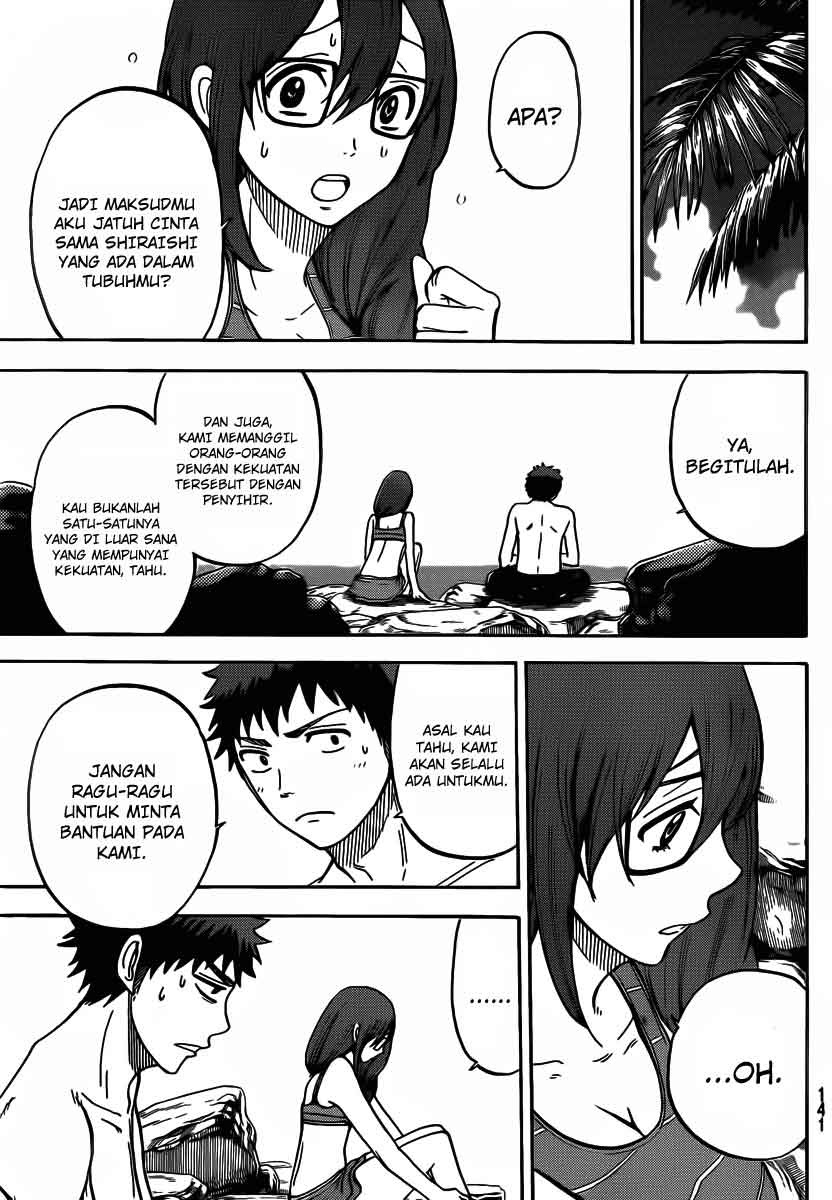 APA?
JADI MAKSUDMU
AKU JATUH CINTA
SAMA SHIRAISHI
YANG ADA DALAM
TUBUHMU?
YA,
BEGITULAH.
DAN JUGA,
KAMI MEMANGGIL
ORANG-ORANG
DENGAN KEKUATAN
TERSEBUT DENGAN
PENYIHIR.
KAU BUKANLAH
SATU-SATUNYA
YANG DI LUAR SANA
YANG MEMPUNYAI
KEKUATAN, TAHU.
ASAL KAU
TAHU, KAMI
AKAN SELALU
ADA UNTUKMU.
JANGAN
RAGU-RAGU
UNTUK MINTA
BANTUAN PADA
KAMI.
...OH.
......
141